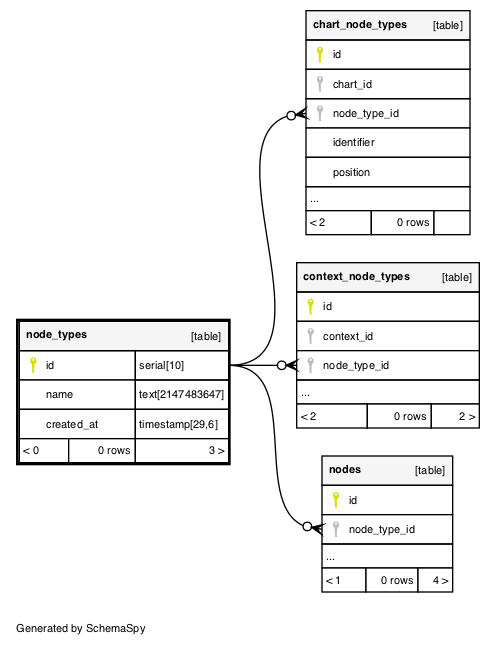 chart_node_types [table]
id
chart_id
node_type_id
identifier
position
...
< 2 0 rows
context_node_types [table]
id
context_id
node_type_id
...
< 2 0 rows 2 >
node_types [table]
id serial[10]
name text[2147483647]
created_at timestamp[29,6]
< 0 0 rows 3 >
nodes [table]
id
node_type_id
...
< 1 0 rows 4 >
Generated by SchemaSpy